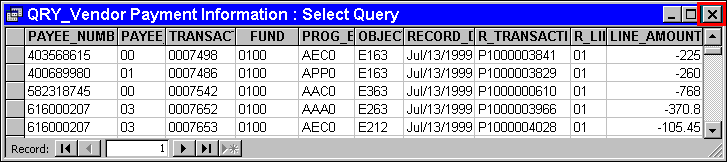 QRY_Vendor Payment Information : Select Query
PAYEE_NUMB PAYEE_ TRANSACT FUND PROG_E OBJECT RECORD_D R_TRANSACTI R_LII LINE_AMOUNT
403568615 00 0007498 0100 AEC0 E163 Jul/13/1999 P1000003841 01 -225
400689980 01 0007486 0100 APP0 E163 Jul/13/1999 P1000003829 01 -260
582318745 00 0007542 0100 AAC0 E363 Jul/13/1999 P1000000610 01 -768
616000207 03 0007652 0100 AAA0 E263 Jul/13/1999 P1000003966 01 -370.8
616000207 03 0007653 0100 AEC0 E212 Jul/13/1999 P1000004028 01 -105.45
Record: 1